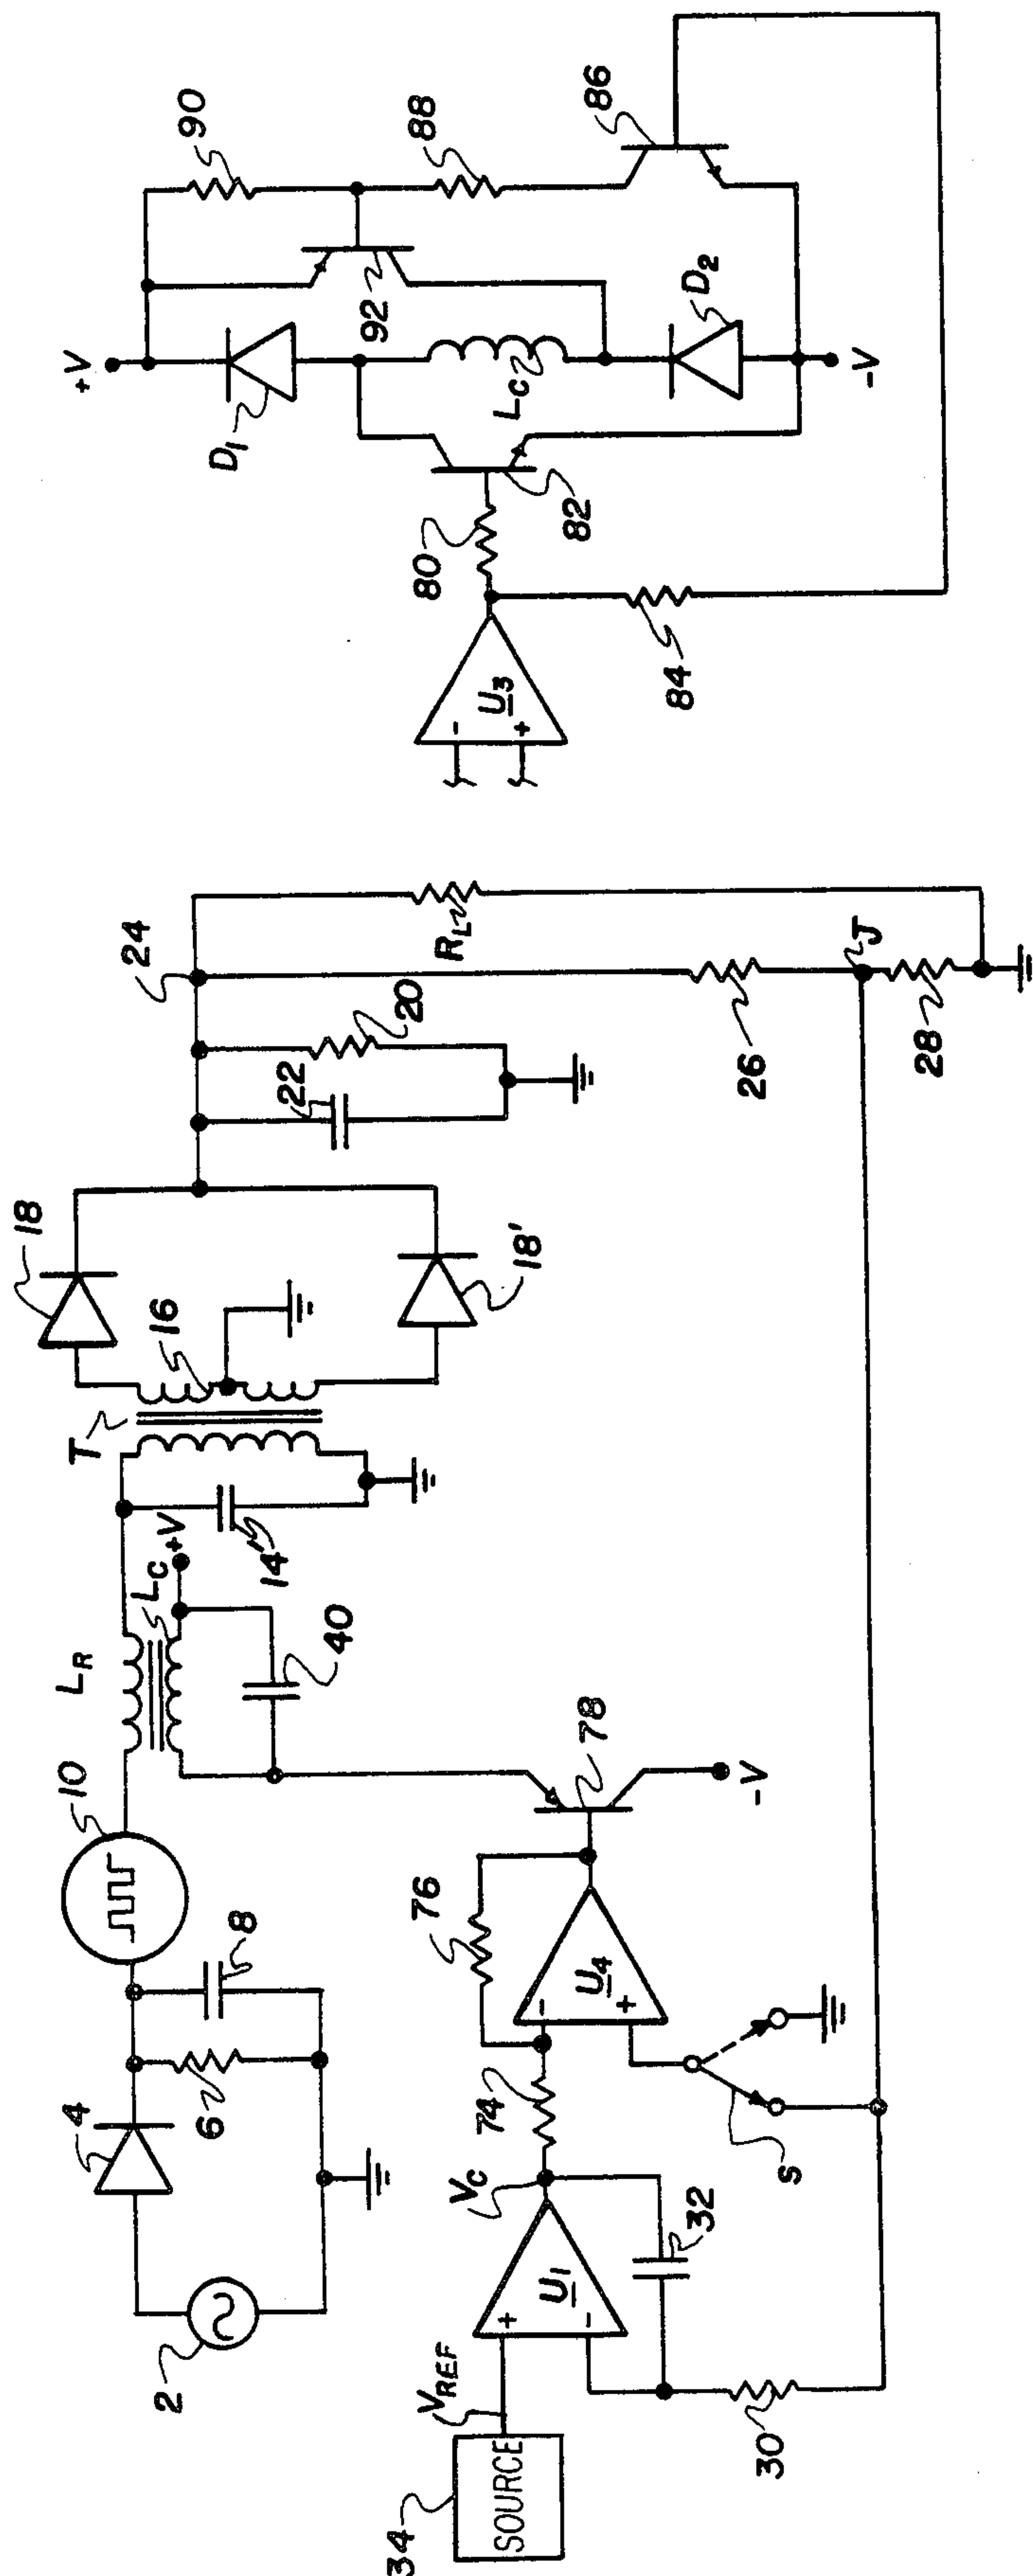 +V
D₁
90
92
88
86
LC
D₂
-V
80
82
84
U₃
-
+
24
RL
20
22
26
J
28
18
18'
16
T
14
LC
+V
LR
40
10
8
6
4
2
78
-V
76
74
U₄
-
+
S
VC
32
U₁
+
-
VREF
30
SOURCE
34